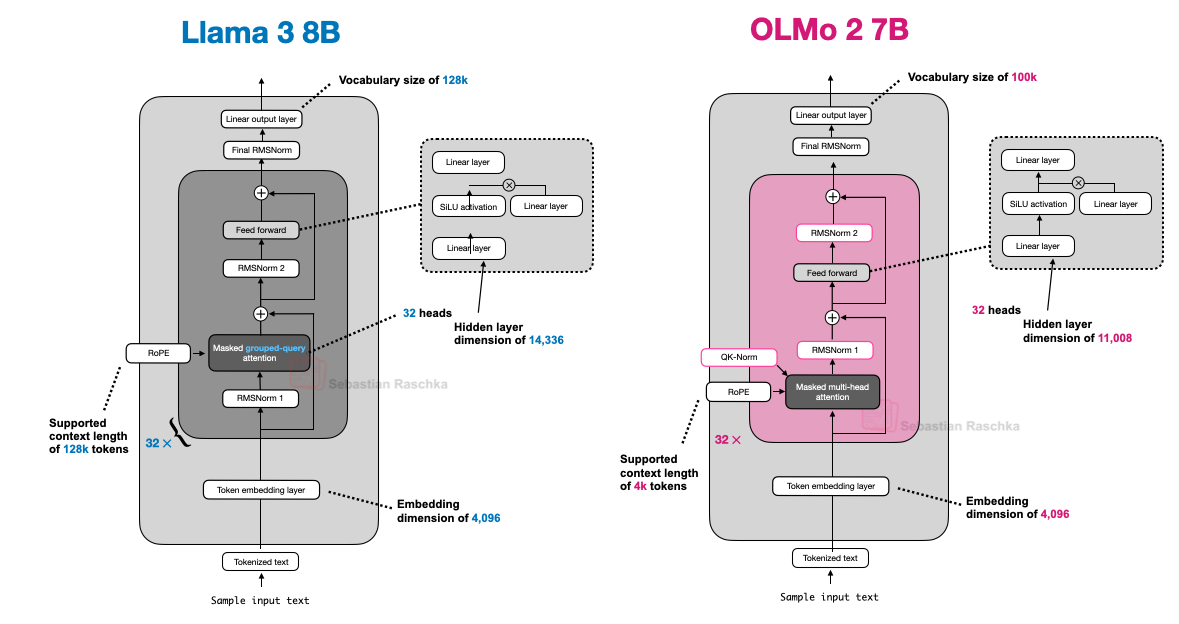 Llama 3 8B
Vocabulary size of 128k
Linear output layer
Final RMSNorm
Linear layer
SiLU activation
Linear layer
Linear layer
Feed forward
RMSNorm 2
32 heads
Hidden layer
dimension of 14,336
Masked grouped-query
attention
RoPE
Sebastian Raschka
RMSNorm 1
Supported
context length
of 128k tokens
32 ×
Token embedding layer
Embedding
dimension of 4,096
Tokenized text
Sample input text
OLMo 2 7B
Vocabulary size of 100k
Linear output layer
Final RMSNorm
Linear layer
SiLU activation
Linear layer
Linear layer
RMSNorm 2
Feed forward
32 heads
Hidden layer
dimension of 11,008
RMSNorm 1
QK-Norm
RoPE
Masked multi-head
attention
Sebastian Raschka
32 ×
Supported
context length
of 4k tokens
Token embedding layer
Embedding
dimension of 4,096
Tokenized text
Sample input text